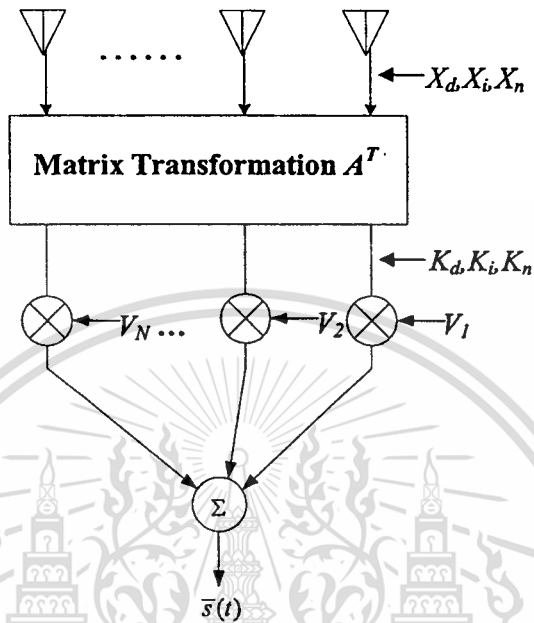 ......
X_d, X_i, X_n
Matrix Transformation A^T
K_d, K_i, K_n
V_N ... V_2 V_1
Σ
s̄(t)